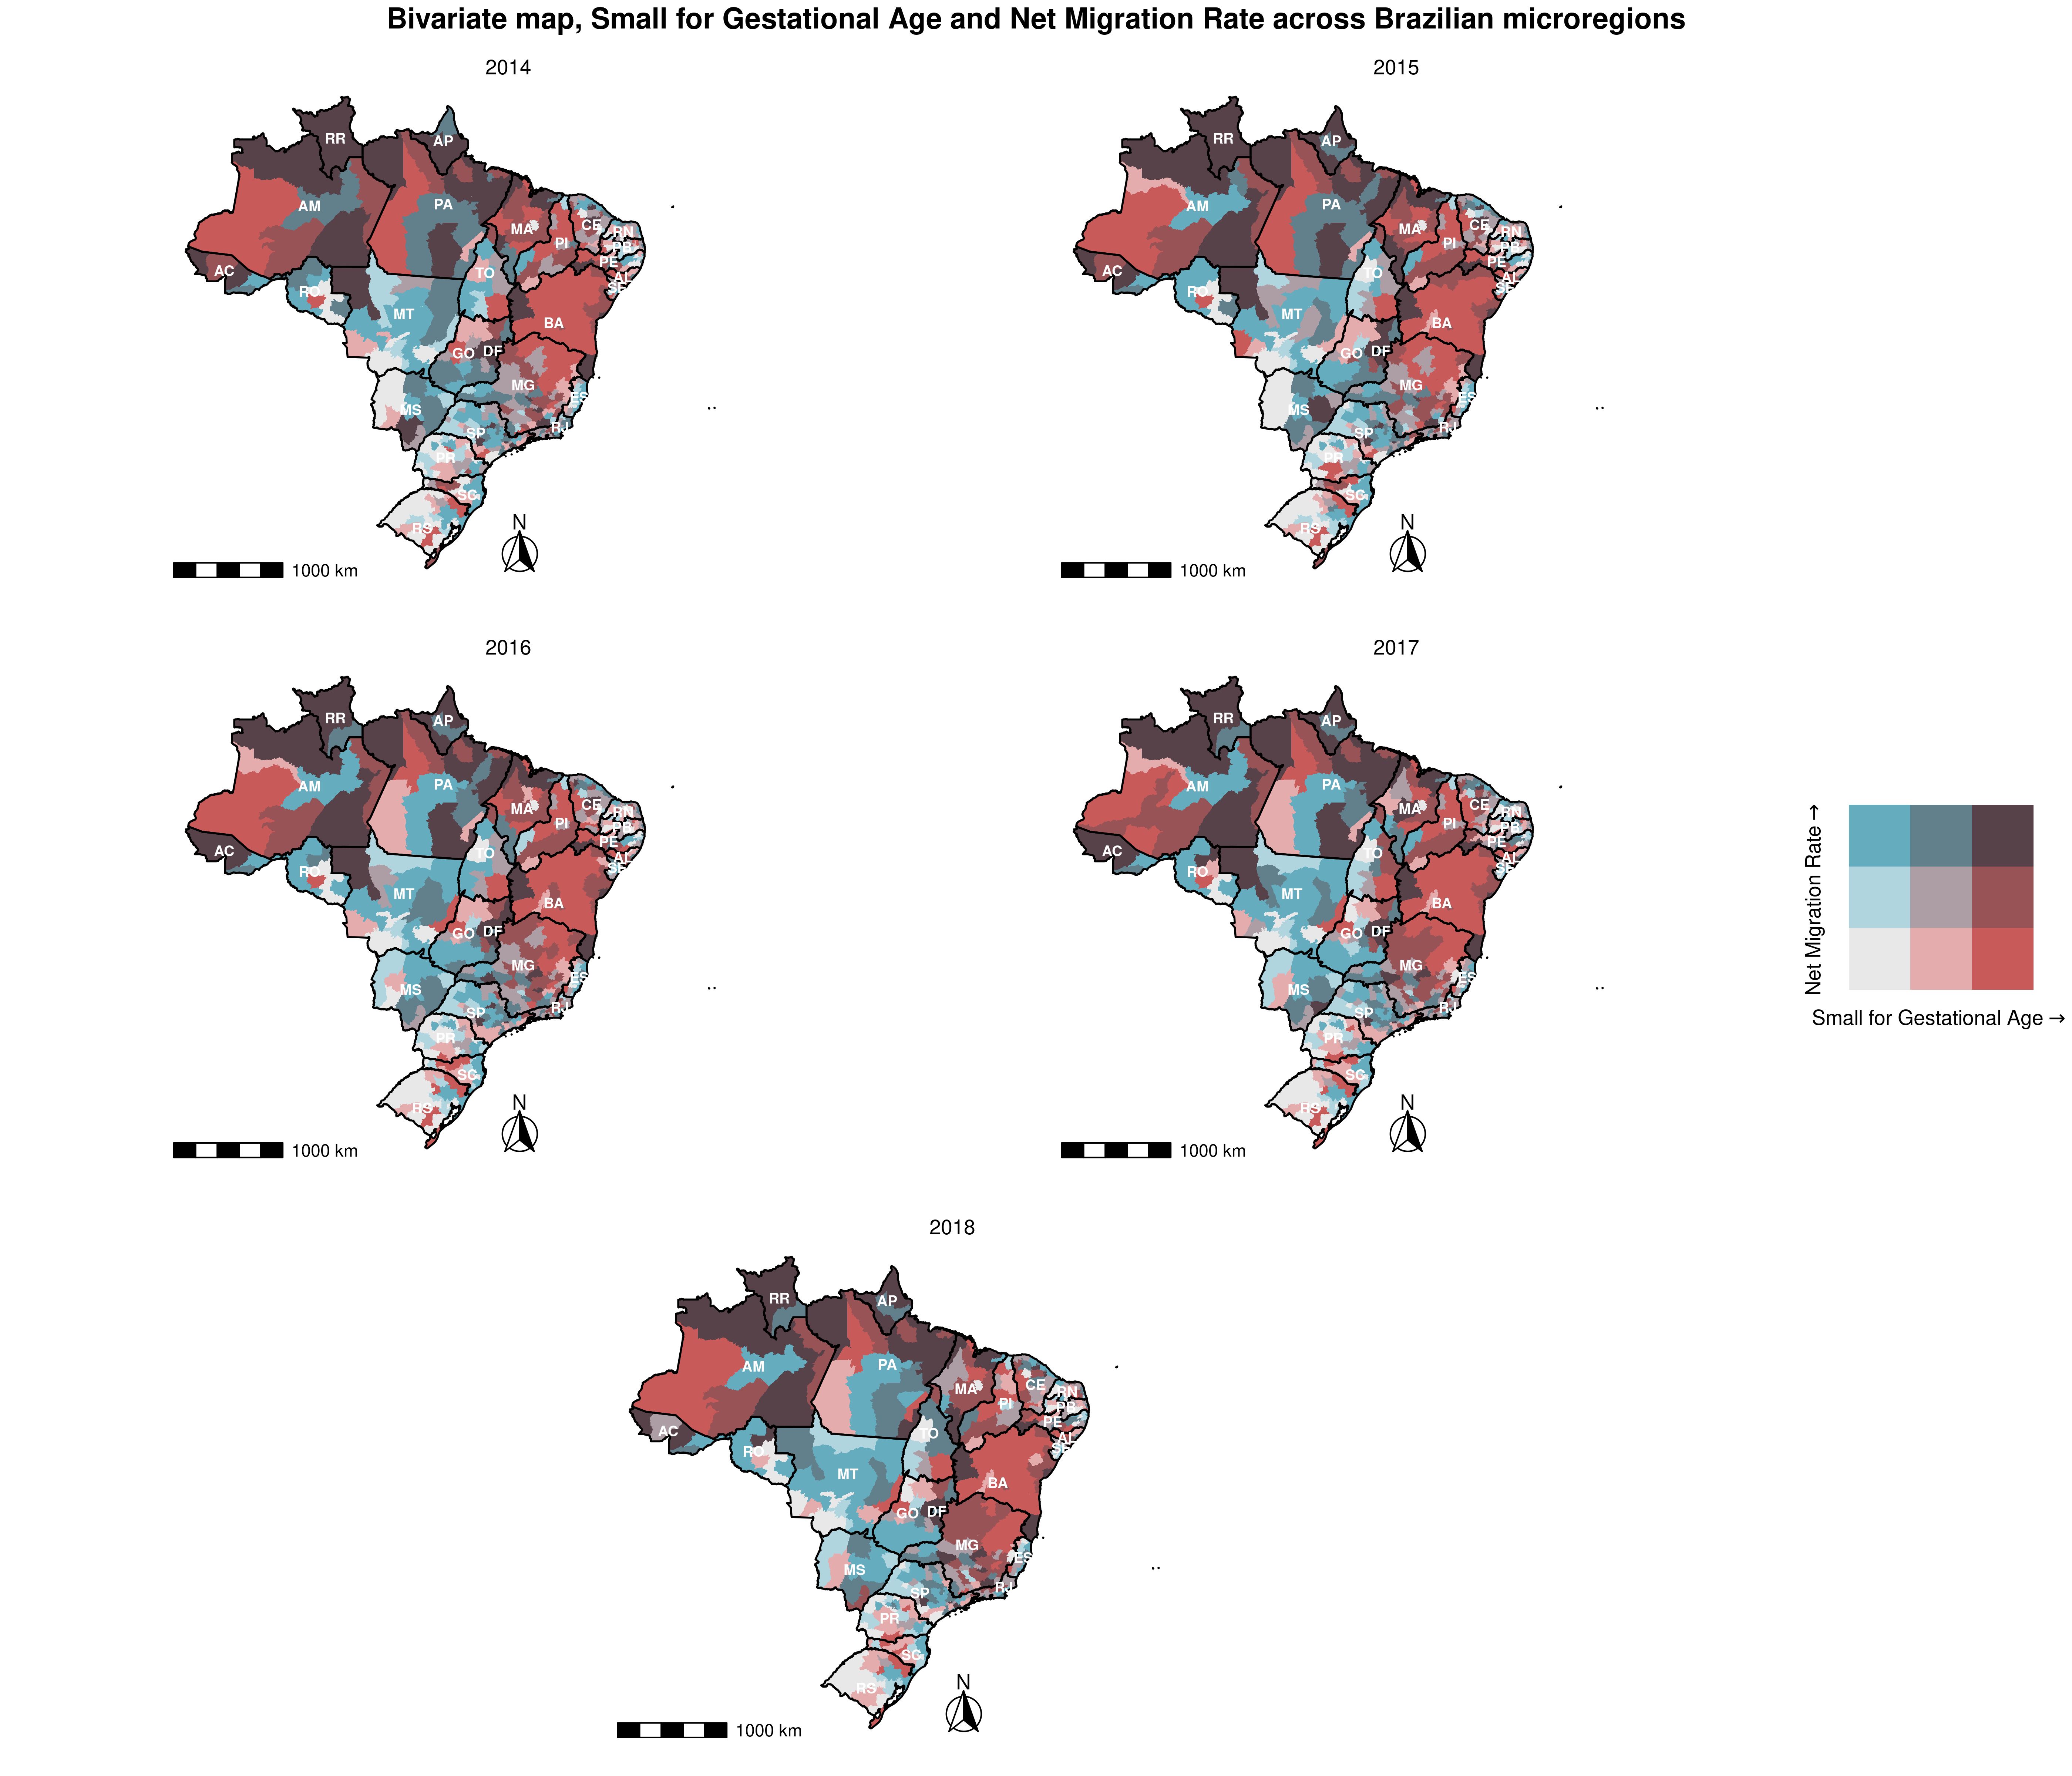 Bivariate map, Small for Gestational Age and Net Migration Rate across Brazilian microregions
2014
RR
AP
AM
PA
MA
CE
RN
PI
PB
PE
AC
TO
AL
SE
RO
MT
BA
GO
DF
MG
MS
ES
SP
RJ
PR
SC
RS
N
1000 km
2015
RR
AP
AM
PA
MA
CE
RN
PI
PB
PE
AC
TO
AL
SE
RO
MT
BA
GO
DF
MG
MS
ES
SP
RJ
PR
SC
RS
N
1000 km
2016
RR
AP
AM
PA
MA
CE
RN
PI
PB
PE
AC
TO
AL
SE
RO
MT
BA
GO
DF
MG
MS
ES
SP
RJ
PR
SC
RS
N
1000 km
2017
RR
AP
AM
PA
MA
CE
RN
PI
PB
PE
AC
TO
AL
SE
RO
MT
BA
GO
DF
MG
MS
ES
SP
RJ
PR
SC
RS
N
1000 km
Net Migration Rate →
Small for Gestational Age →
2018
RR
AP
AM
PA
MA
CE
RN
PI
PB
PE
AC
TO
AL
SE
RO
MT
BA
GO
DF
MG
MS
ES
SP
RJ
PR
SC
RS
N
1000 km